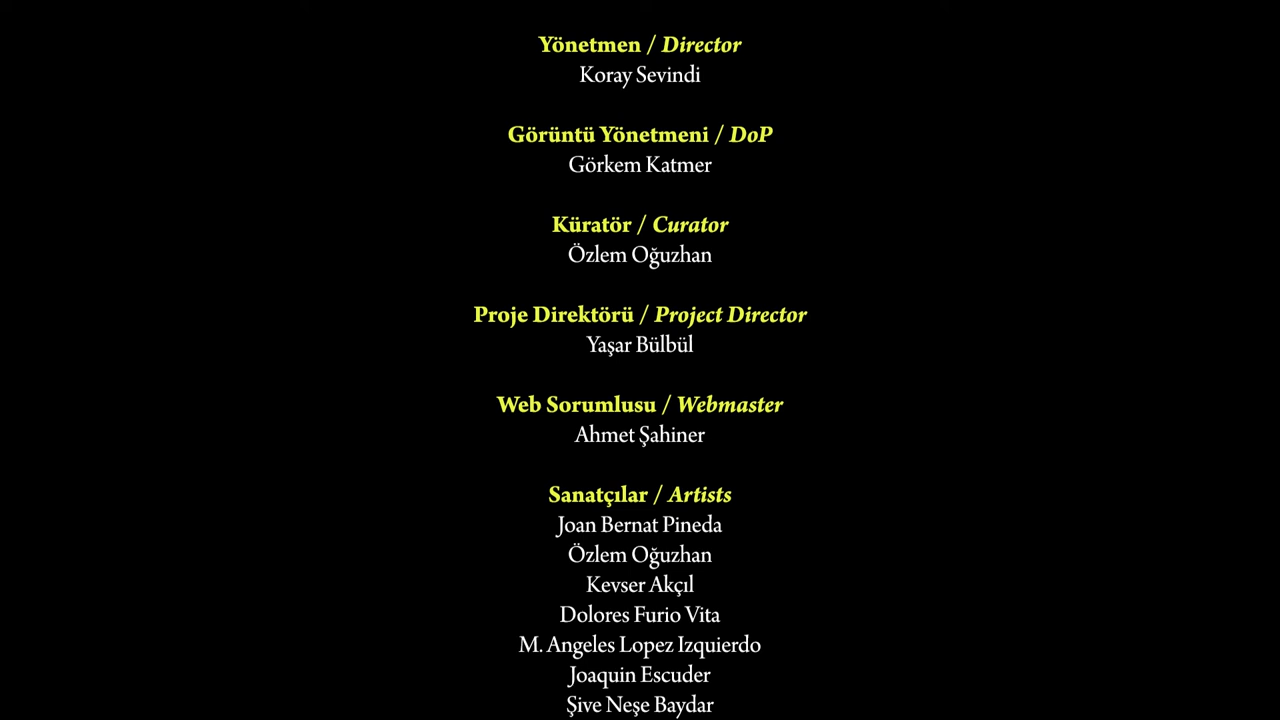 Yönetmen / Director
Koray Sevindi
Görüntü Yönetmeni / DoP
Görkem Katmer
Küratör / Curator
Özlem Oğuzhan
Proje Direktörü / Project Director
Yaşar Bülbül
Web Sorumlusu / Webmaster
Ahmet Şahiner
Sanatçılar / Artists
Joan Bernat Pineda
Özlem Oğuzhan
Kevser Akçıl
Dolores Furio Vita
M. Angeles Lopez Izquierdo
Joaquin Escuder
Şive Neşe Baydar